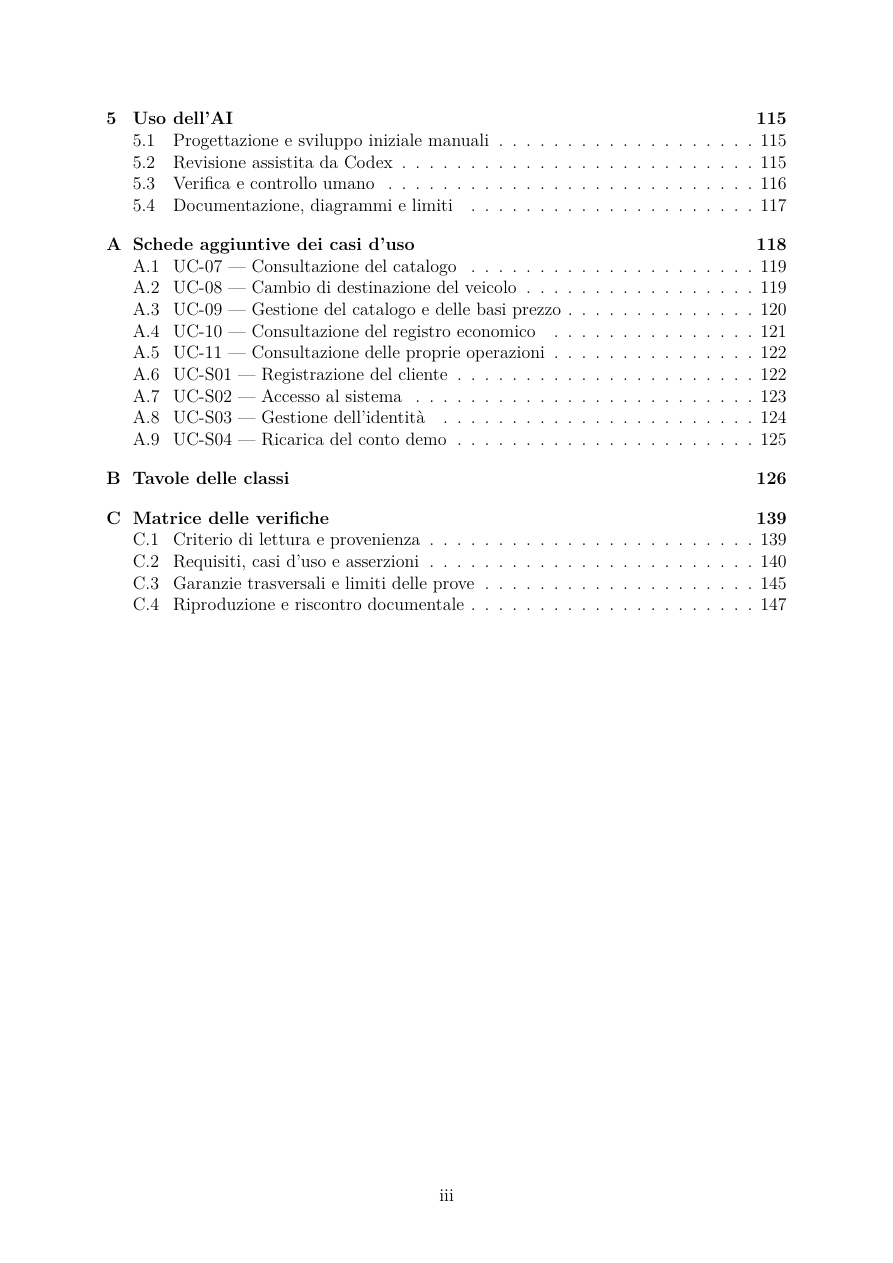 5 Uso dell'AI 115
5.1 Progettazione e sviluppo iniziale manuali . . . . . . . . . . . . . . . . . . . 115
5.2 Revisione assistita da Codex . . . . . . . . . . . . . . . . . . . . . . . . . . 115
5.3 Verifica e controllo umano . . . . . . . . . . . . . . . . . . . . . . . . . . . 116
5.4 Documentazione, diagrammi e limiti . . . . . . . . . . . . . . . . . . . . . 117
A Schede aggiuntive dei casi d'uso 118
A.1 UC-07 — Consultazione del catalogo . . . . . . . . . . . . . . . . . . . . . 119
A.2 UC-08 — Cambio di destinazione del veicolo . . . . . . . . . . . . . . . . . 119
A.3 UC-09 — Gestione del catalogo e delle basi prezzo . . . . . . . . . . . . . . 120
A.4 UC-10 — Consultazione del registro economico . . . . . . . . . . . . . . . 121
A.5 UC-11 — Consultazione delle proprie operazioni . . . . . . . . . . . . . . . 122
A.6 UC-S01 — Registrazione del cliente . . . . . . . . . . . . . . . . . . . . . . 122
A.7 UC-S02 — Accesso al sistema . . . . . . . . . . . . . . . . . . . . . . . . . 123
A.8 UC-S03 — Gestione dell'identità . . . . . . . . . . . . . . . . . . . . . . . 124
A.9 UC-S04 — Ricarica del conto demo . . . . . . . . . . . . . . . . . . . . . . 125
B Tavole delle classi 126
C Matrice delle verifiche 139
C.1 Criterio di lettura e provenienza . . . . . . . . . . . . . . . . . . . . . . . . 139
C.2 Requisiti, casi d'uso e asserzioni . . . . . . . . . . . . . . . . . . . . . . . . 140
C.3 Garanzie trasversali e limiti delle prove . . . . . . . . . . . . . . . . . . . . 145
C.4 Riproduzione e riscontro documentale . . . . . . . . . . . . . . . . . . . . . 147
iii